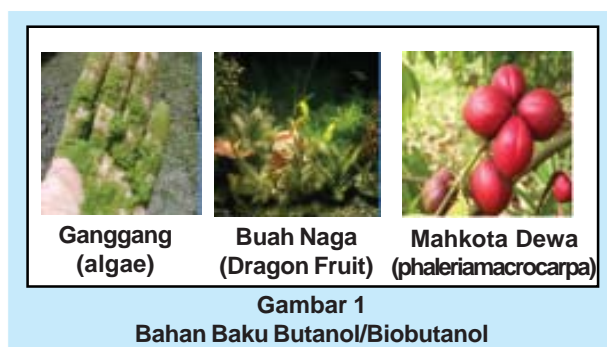 Ganggang
(algae)
Buah Naga
(Dragon Fruit)
Mahkota Dewa
(phaleriamacrocarpa)
Gambar 1
Bahan Baku Butanol/Biobutanol